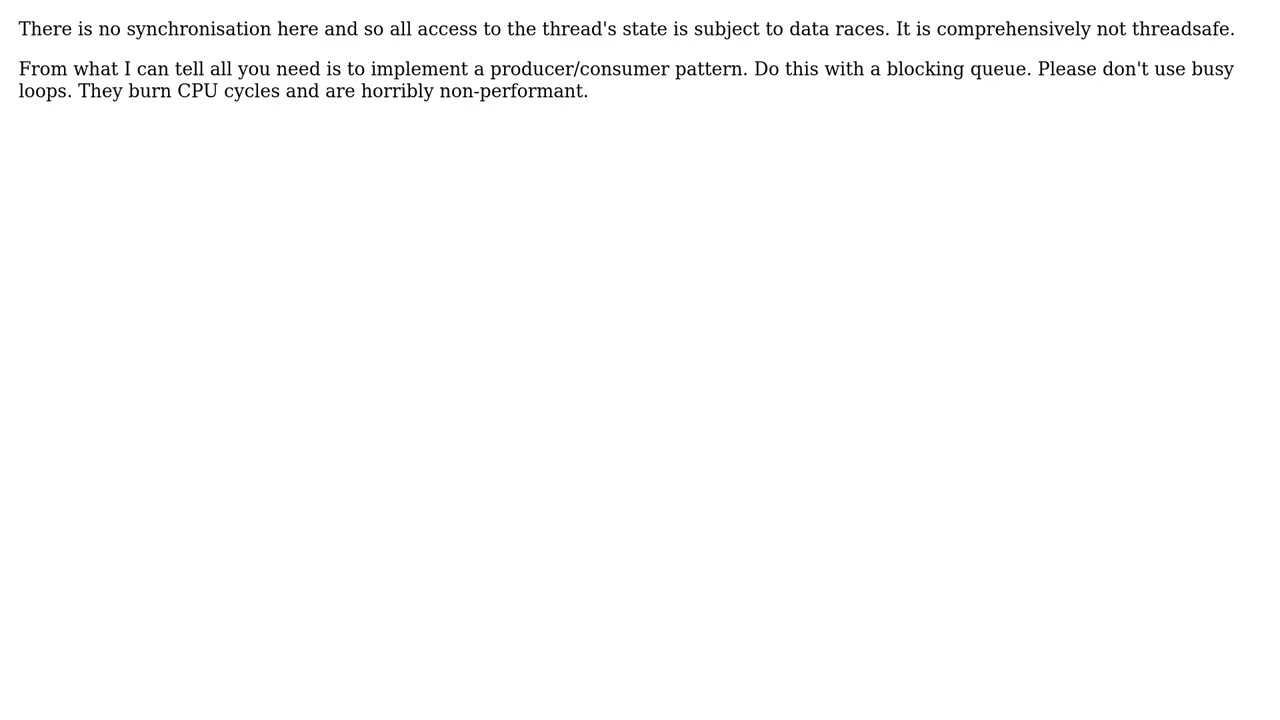 There is no synchronisation here and so all access to the thread's state is subject to data races. It is comprehensively not threadsafe.
From what I can tell all you need is to implement a producer/consumer pattern. Do this with a blocking queue. Please don't use busy
loops. They burn CPU cycles and are horribly non-performant.